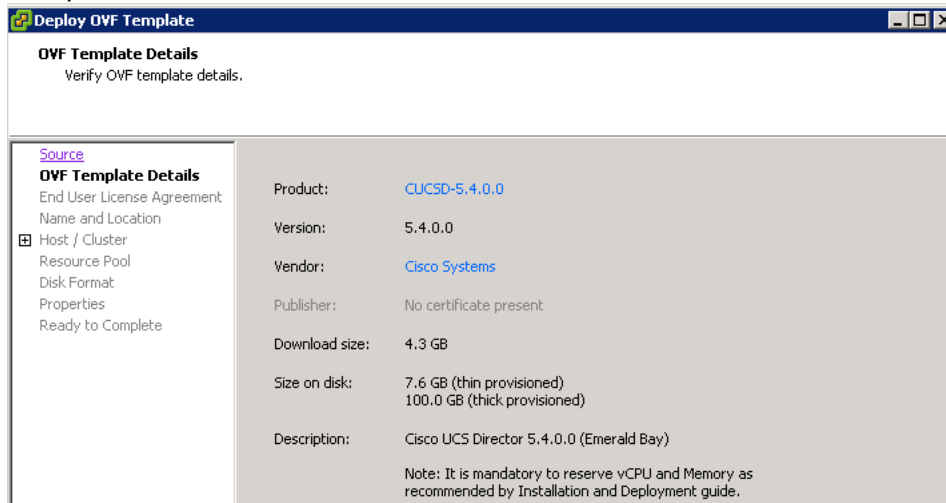 Deploy OVF Template
OVF Template Details
Verify OVF template details.
Source
OVF Template Details
End User License Agreement
Name and Location
Host / Cluster
Resource Pool
Disk Format
Properties
Ready to Complete
Product: CUCSD-5.4.0.0
Version: 5.4.0.0
Vendor: Cisco Systems
Publisher: No certificate present
Download size: 4.3 GB
Size on disk: 7.6 GB (thin provisioned)
100.0 GB (thick provisioned)
Description: Cisco UCS Director 5.4.0.0 (Emerald Bay)
Note: It is mandatory to reserve vCPU and Memory as
recommended by Installation and Deployment guide.